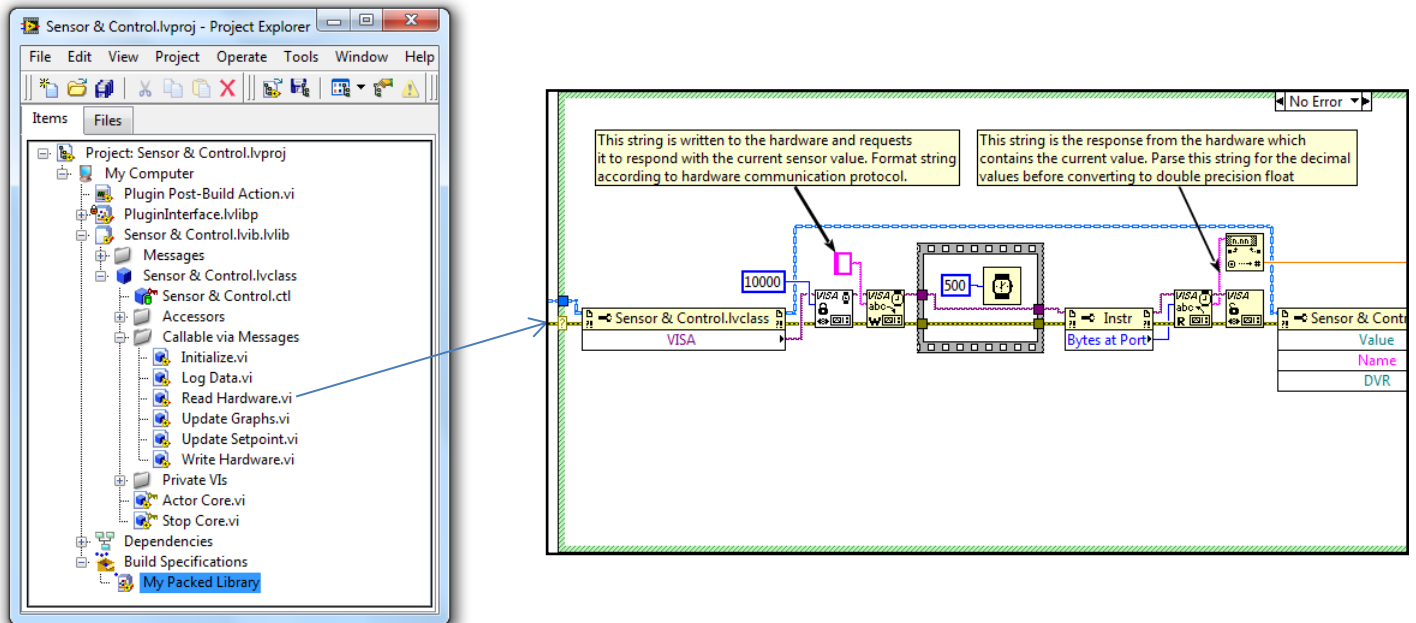 Sensor & Control.lvproj - Project Explorer
File Edit View Project Operate Tools Window Help
Items
Files
Project: Sensor & Control.lvproj
My Computer
Plugin Post-Build Action.vi
PluginInterface.lvlibp
Sensor & Control.lvib.lvlib
Messages
Sensor & Control.lvclass
Sensor & Control.ctl
Accessors
Callable via Messages
Initialize.vi
Log Data.vi
Read Hardware.vi
Update Graphs.vi
Update Setpoint.vi
Write Hardware.vi
Private VIs
Actor Core.vi
Stop Core.vi
Dependencies
Build Specifications
My Packed Library
No Error
This string is written to the hardware and requests
it to respond with the current sensor value. Format string
according to hardware communication protocol.
This string is the response from the hardware which
contains the current value. Parse this string for the decimal
values before converting to double precision float
10000
500
?
Sensor & Control.lvclass
VISA
VISA
VISA
abc
W
Instr
Bytes at Port
VISA
abc
R
VISA
n.nn
#
Sensor & Contr
Value
Name
DVR